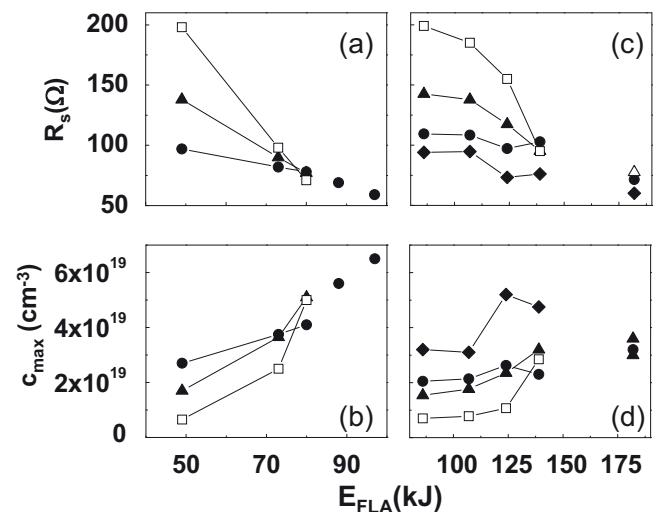 200
150
100
50
R_s(Ω)
(a)
(c)
6x10^19
4x10^19
2x10^19
0
c_max (cm^-3)
(b)
(d)
50 70 90 100 125 150 175
E_FLA(kJ)